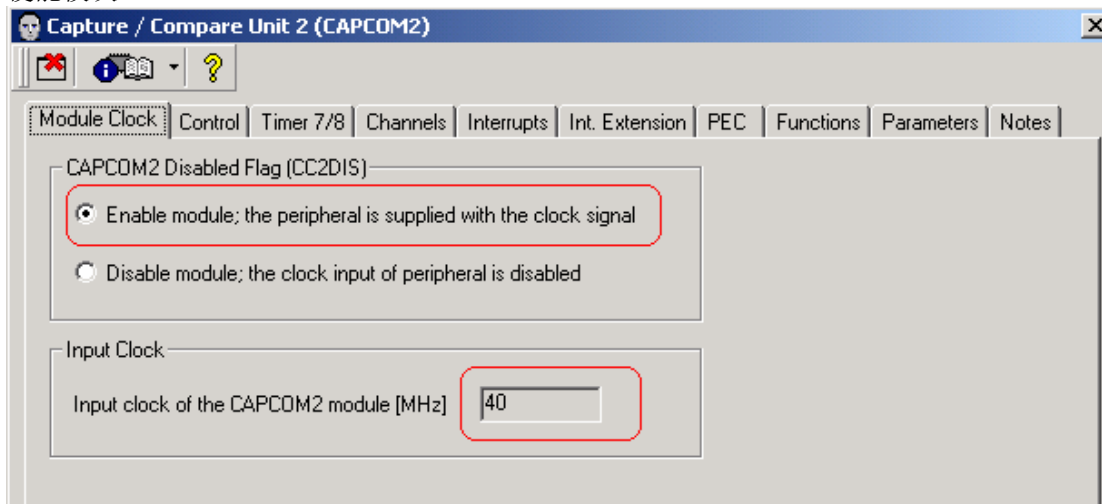 Capture / Compare Unit 2 (CAPCOM2)
Module Clock Control Timer 7/8 Channels Interrupts Int. Extension PEC Functions Parameters Notes
CAPCOM2 Disabled Flag (CC2DIS)
Enable module; the peripheral is supplied with the clock signal
Disable module; the clock input of peripheral is disabled
Input Clock
Input clock of the CAPCOM2 module [MHz] 40